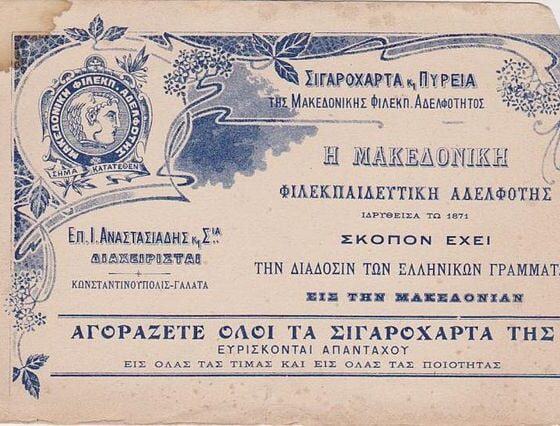 ΜΑΚΕΔΟΝΙΚΗ ΦΙΛΕΚΠ. ΑΔΕΛΦΟΤΗΣ
ΣΗΜΑ ΚΑΤΑΤΕΘΕΝ
ΣΙΓΑΡΟΧΑΡΤΑ κ ΠΥΡΕΙΑ
ΤΗΣ ΜΑΚΕΔΟΝΙΚΗΣ ΦΙΛΕΚΠ. ΑΔΕΛΦΟΤΗΤΟΣ
Η ΜΑΚΕΔΟΝΙΚΗ
ΦΙΛΕΚΠΑΙΔΕΥΤΙΚΗ ΑΔΕΛΦΟΤΗΣ
ΙΔΡΥΘΕΙΣΑ ΤΩ 1871
ΣΚΟΠΟΝ ΕΧΕΙ
ΤΗΝ ΔΙΑΔΟΣΙΝ ΤΩΝ ΕΛΛΗΝΙΚΩΝ ΓΡΑΜΜΑΤ
ΕΙΣ ΤΗΝ ΜΑΚΕΔΟΝΙΑΝ
ΕΠ. Ι. ΑΝΑΣΤΑΣΙΑΔΗΣ κ ΣΙΑ
ΔΙΑΧΕΙΡΙΣΤΑΙ
ΚΩΝΣΤΑΝΤΙΝΟΥΠΟΛΙΣ-ΓΑΛΑΤΑ
ΑΓΟΡΑΖΕΤΕ ΟΛΟΙ ΤΑ ΣΙΓΑΡΟΧΑΡΤΑ ΤΗΣ
ΕΥΡΙΣΚΟΝΤΑΙ ΑΠΑΝΤΑΧΟΥ
ΕΙΣ ΟΛΑΣ ΤΑΣ ΤΙΜΑΣ ΚΑΙ ΕΙΣ ΟΛΑΣ ΤΑΣ ΠΟΙΟΤΗΤΑΣ